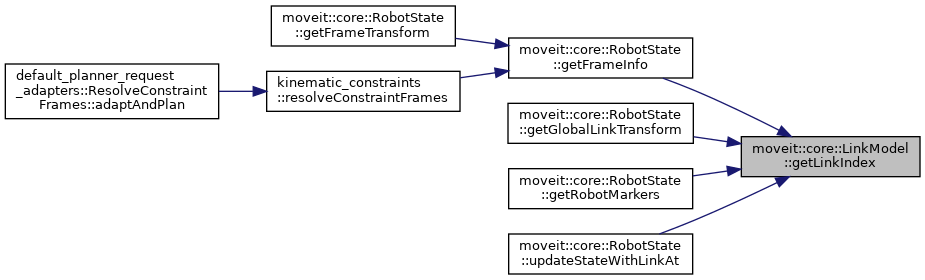 moveit::core::RobotState
::getFrameTransform
moveit::core::RobotState
::getFrameInfo
default_planner_request
_adapters::ResolveConstraint
Frames::adaptAndPlan
kinematic_constraints
::resolveConstraintFrames
moveit::core::RobotState
::getGlobalLinkTransform
moveit::core::LinkModel
::getLinkIndex
moveit::core::RobotState
::getRobotMarkers
moveit::core::RobotState
::updateStateWithLinkAt